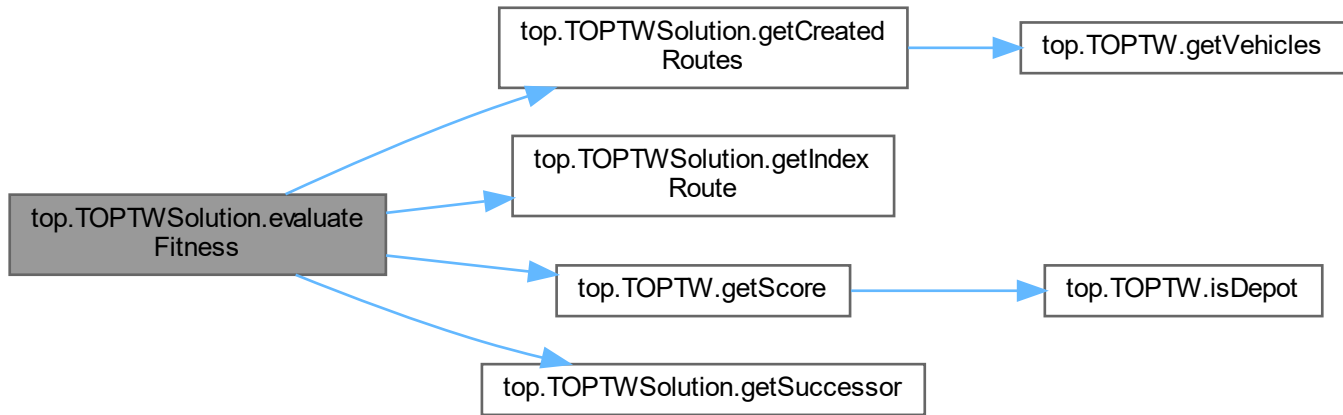 top.TOPTWSolution.evaluate
Fitness
top.TOPTWSolution.getCreated
Routes
top.TOPTW.getVehicles
top.TOPTWSolution.getIndex
Route
top.TOPTW.getScore
top.TOPTW.isDepot
top.TOPTWSolution.getSuccessor